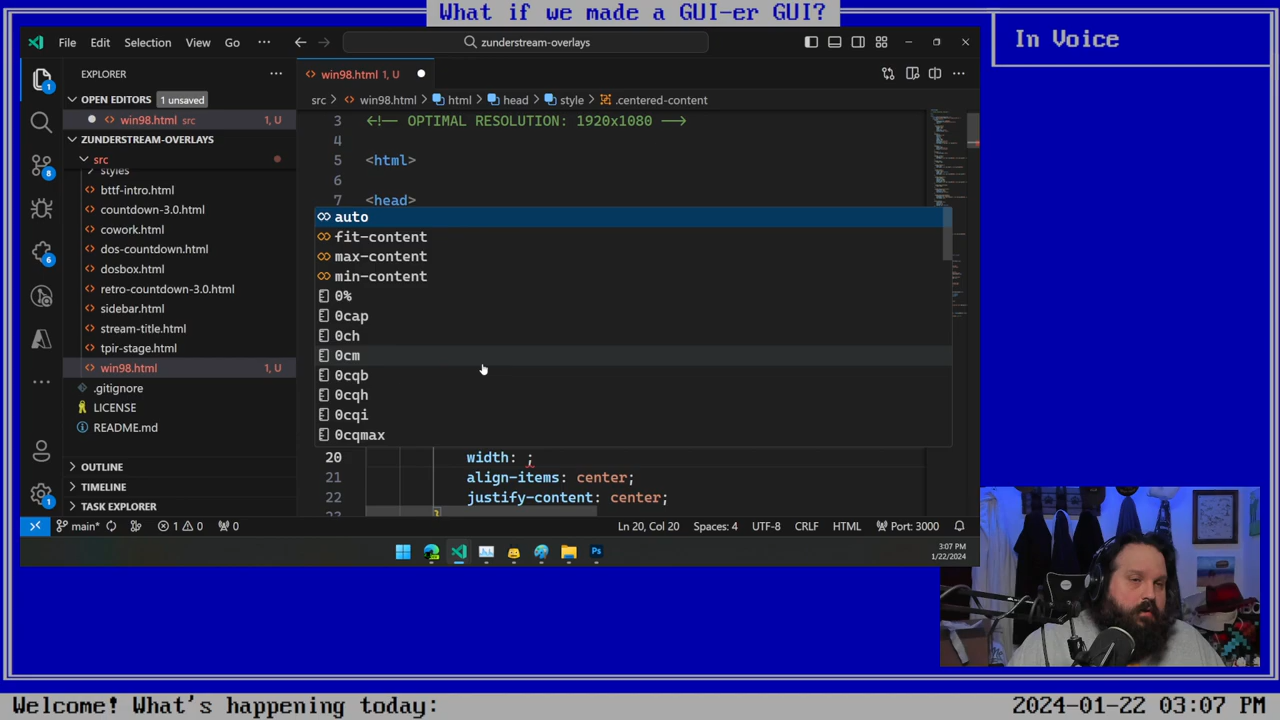 What if we made a GUI-er GUI?
In Voice
File Edit Selection View Go
zunderstream-overlays
EXPLORER
win98.html 1, U
OPEN EDITORS 1 unsaved
src win98.html html head style .centered-content
win98.html src 1, U
3 <!-- OPTIMAL RESOLUTION: 1920x1080 -->
ZUNDERSTREAM-OVERLAYS
4
src
5 <html>
styles
6
bttf-intro.html
7 <head>
countdown-3.0.html
auto
cowork.html
fit-content
dos-countdown.html
max-content
dosbox.html
min-content
retro-countdown-3.0.html
0%
sidebar.html
0cap
stream-title.html
0ch
tpir-stage.html
0cm
win98.html 1, U
0cqb
.gitignore
0cqh
LICENSE
0cqi
README.md
0cqmax
20 width: ;
OUTLINE
21 align-items: center;
TIMELINE
22 justify-content: center;
TASK EXPLORER
23 }
main* 1 0 0 Ln 20, Col 20 Spaces: 4 UTF-8 CRLF HTML Port: 3000
3:07 PM
1/22/2024
Welcome! What's happening today:
2024-01-22 03:07 PM